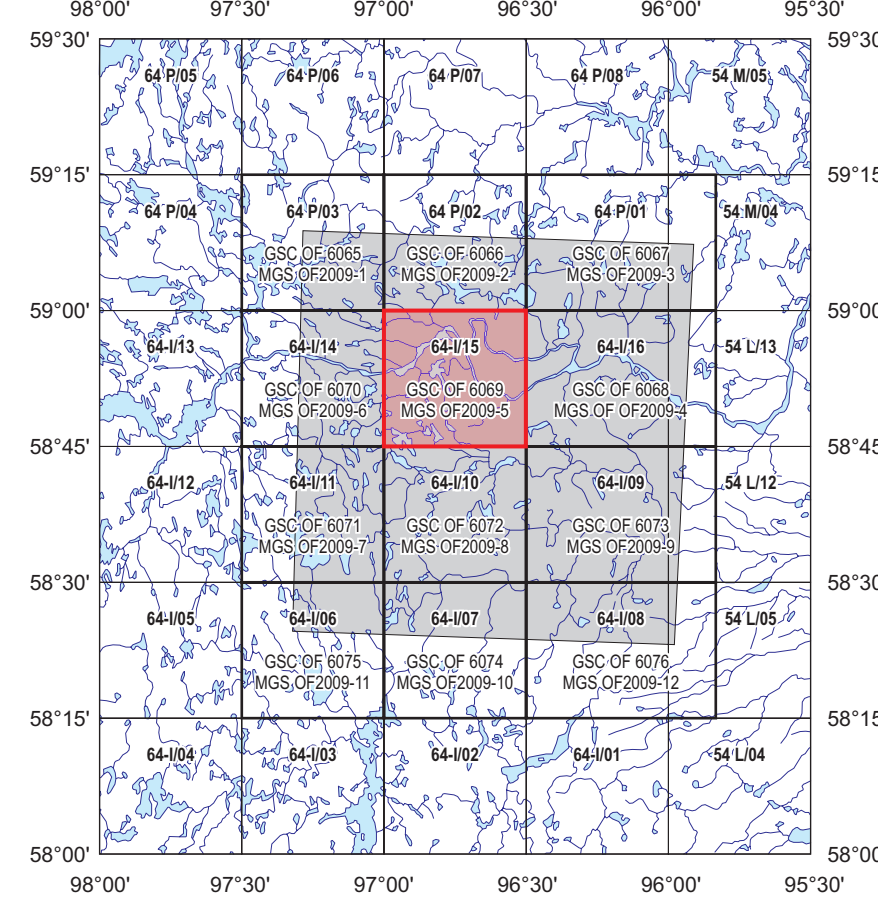 98°00' 97°30' 97°00' 96°30' 96°00' 95°30'
59°30' 59°30'
64 P/05 64 P/06 64 P/07 64 P/08 54 M/05
59°15' 59°15'
64 P/04 64 P/03 64 P/02 64 P/01 54 M/04
GSC OF 6065 GSC OF 6066 GSC OF 6067
MGS OF2009-1 MGS OF2009-2 MGS OF2009-3
59°00' 59°00'
64-I/13 64-I/14 64-I/15 64-I/16 54 L/13
GSC OF 6070 GSC OF 6069 GSC OF 6068
MGS OF2009-6 MGS OF2009-5 MGS OF OF2009-4
58°45' 58°45'
64-I/12 64-I/11 64-I/10 64-I/09 54 L/12
GSC OF 6071 GSC OF 6072 GSC OF 6073
MGS OF2009-7 MGS OF2009-8 MGS OF2009-9
58°30' 58°30'
64-I/05 64-I/06 64-I/07 64-I/08 54 L/05
GSC OF 6075 GSC OF 6074 GSC OF 6076
MGS OF2009-11 MGS OF2009-10 MGS OF2009-12
58°15' 58°15'
64-I/04 64-I/03 64-I/02 64-I/01 54 L/04
58°00' 58°00'
98°00' 97°30' 97°00' 96°30' 96°00' 95°30'